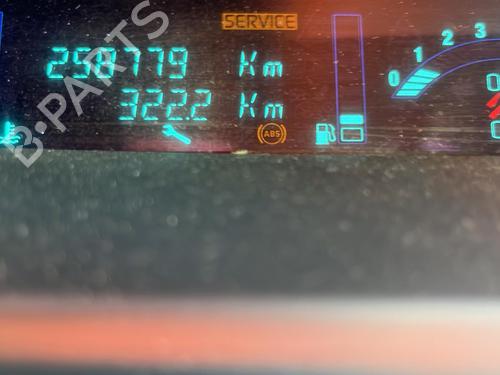 SERVICE
258779 Km
322.2 Km
ABS
0 1 2 3
B-PARTS